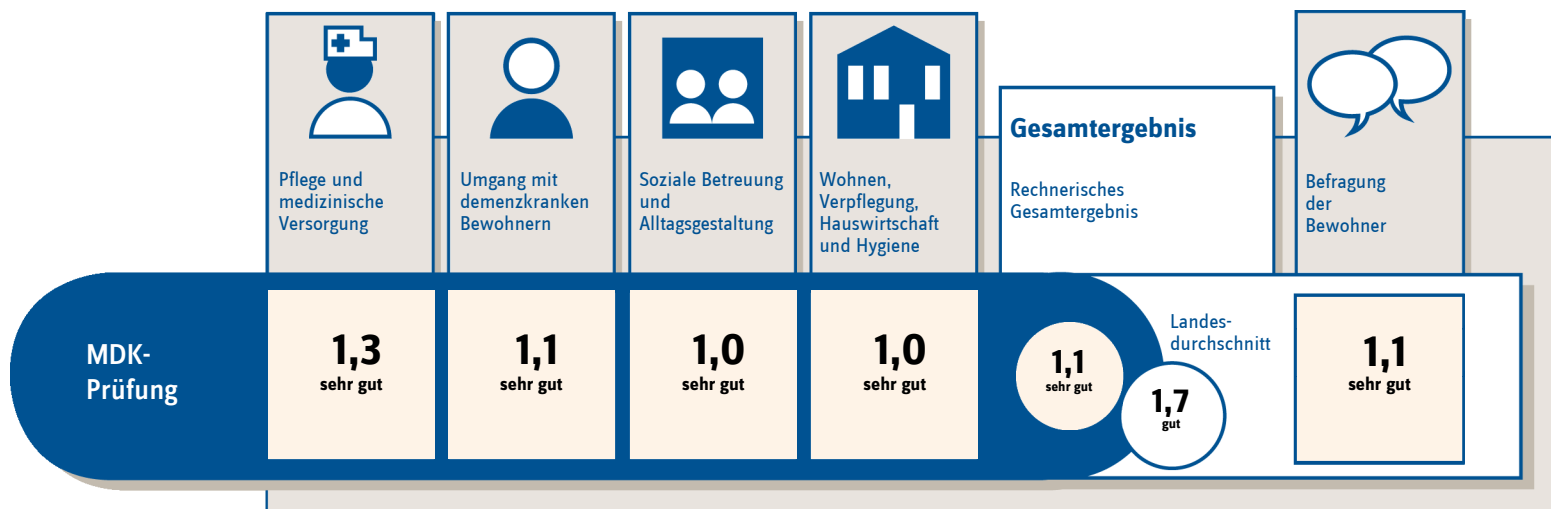 Pflege und
medizinische
Versorgung
Umgang mit
demenzkranken
Bewohnern
Soziale Betreuung
und
Alltagsgestaltung
Wohnen,
Verpflegung,
Hauswirtschaft
und Hygiene
Gesamtergebnis
Rechnerisches
Gesamtergebnis
Befragung
der
Bewohner
MDK-
Prüfung
1,3
sehr gut
1,1
sehr gut
1,0
sehr gut
1,0
sehr gut
1,1
sehr gut
Landes-
durchschnitt
1,7
gut
1,1
sehr gut